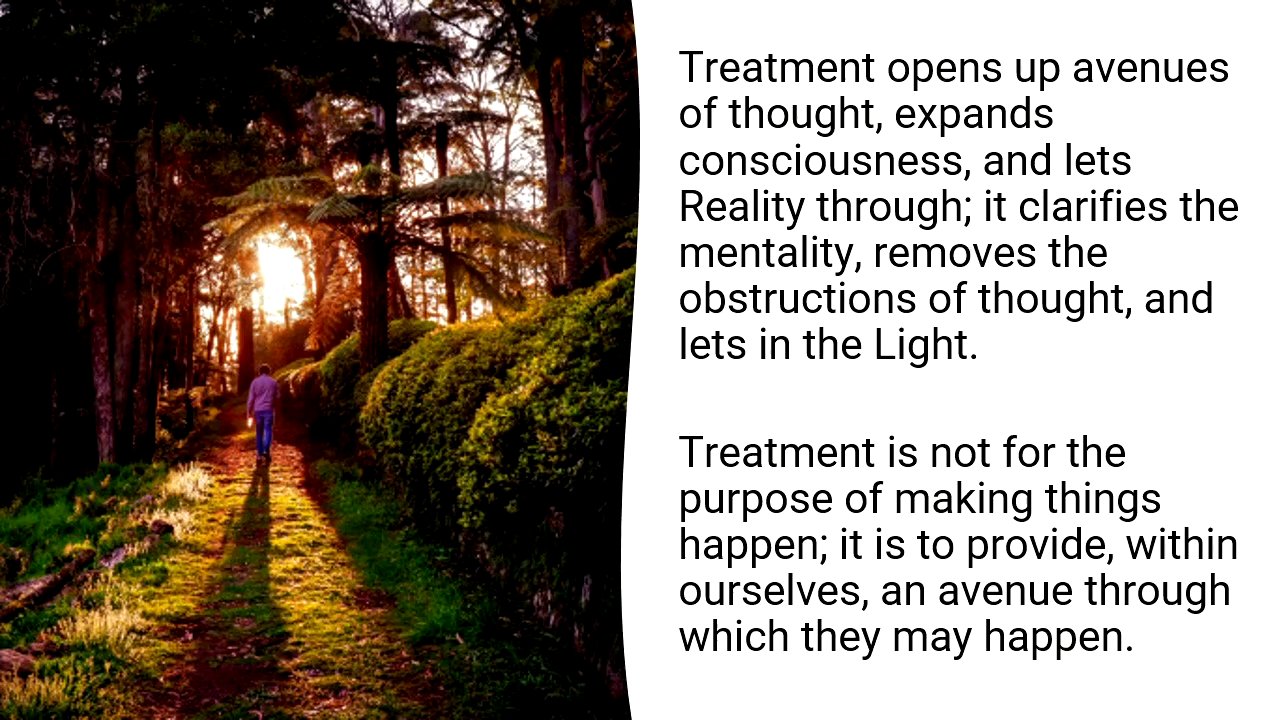 Treatment opens up avenues
of thought, expands
consciousness, and lets
Reality through; it clarifies the
mentality, removes the
obstructions of thought, and
lets in the Light.
Treatment is not for the
purpose of making things
happen; it is to provide, within
ourselves, an avenue through
which they may happen.